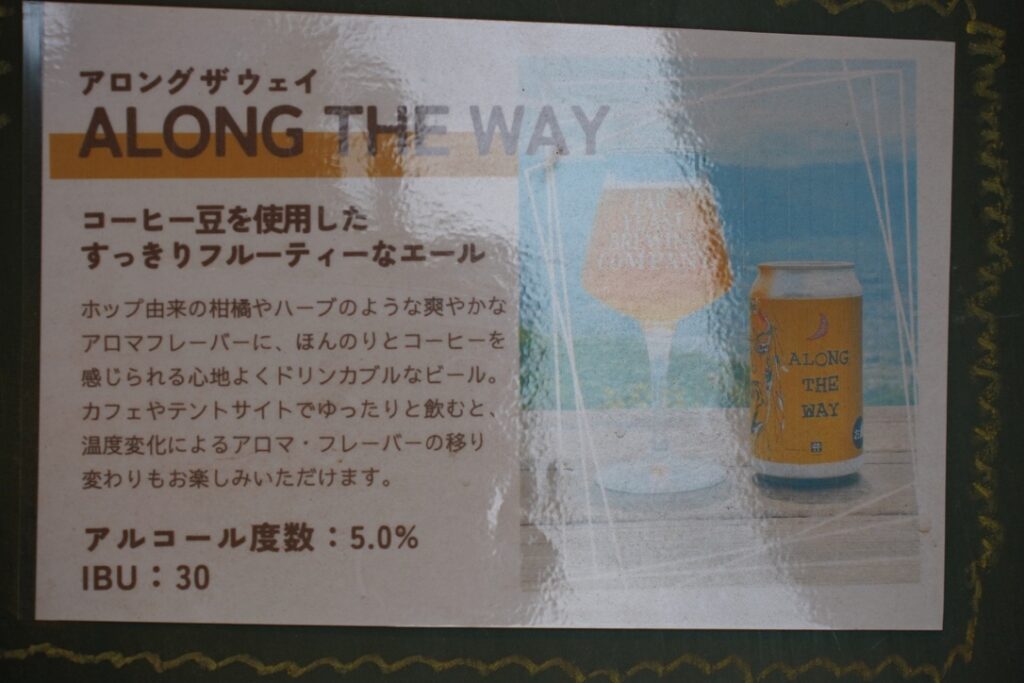 アロング ザ ウェイ
ALONG THE WAY
コーヒー豆を使用した
すっきりフルーティーなエール
ホップ由来の柑橘やハーブのような爽やかな
アロマフレーバーに、ほんのりとコーヒーを
感じられる心地よくドリンカブルなビール。
カフェやテントサイトでゆったりと飲むと、
温度変化によるアロマ・フレーバーの移り
変わりもお楽しみいただけます。
アルコール度数：5.0%
IBU：30
FAR
YEAST
BREWING
COMPANY
ALONG
THE
WAY